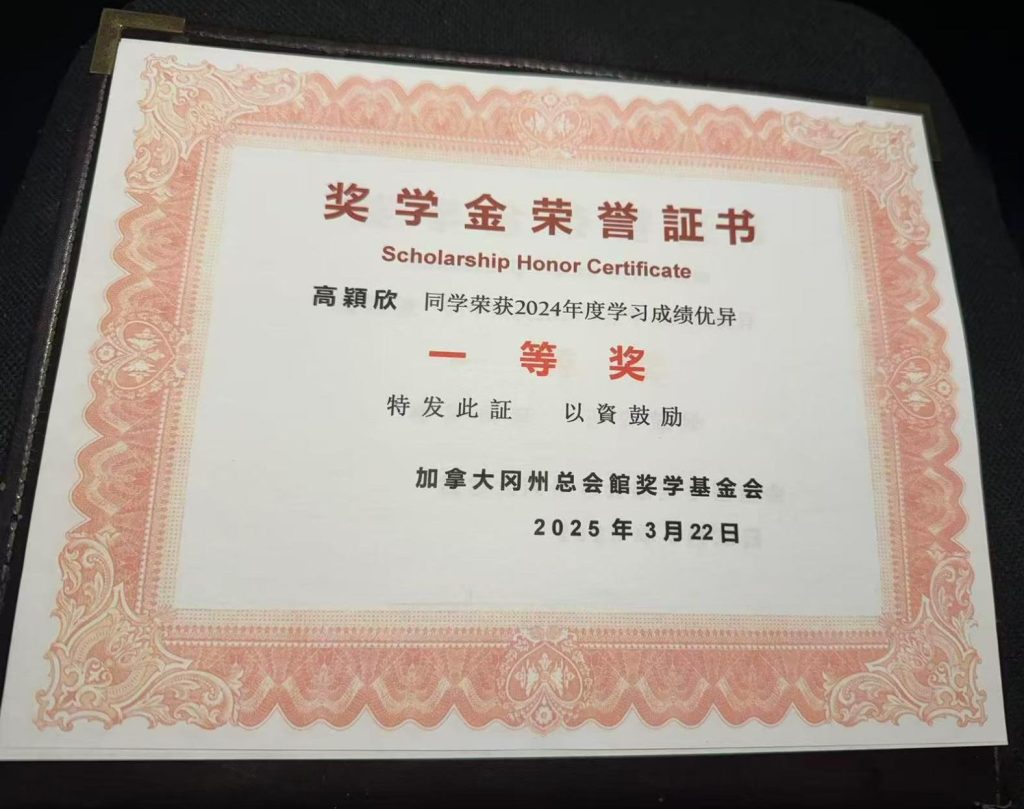 奖学金荣誉証书
Scholarship Honor Certificate
高穎欣 同学荣获2024年度学习成绩优异
一等奖
特发此証 以資鼓励
加拿大冈州总会館奖学基金会
2025年3月22日